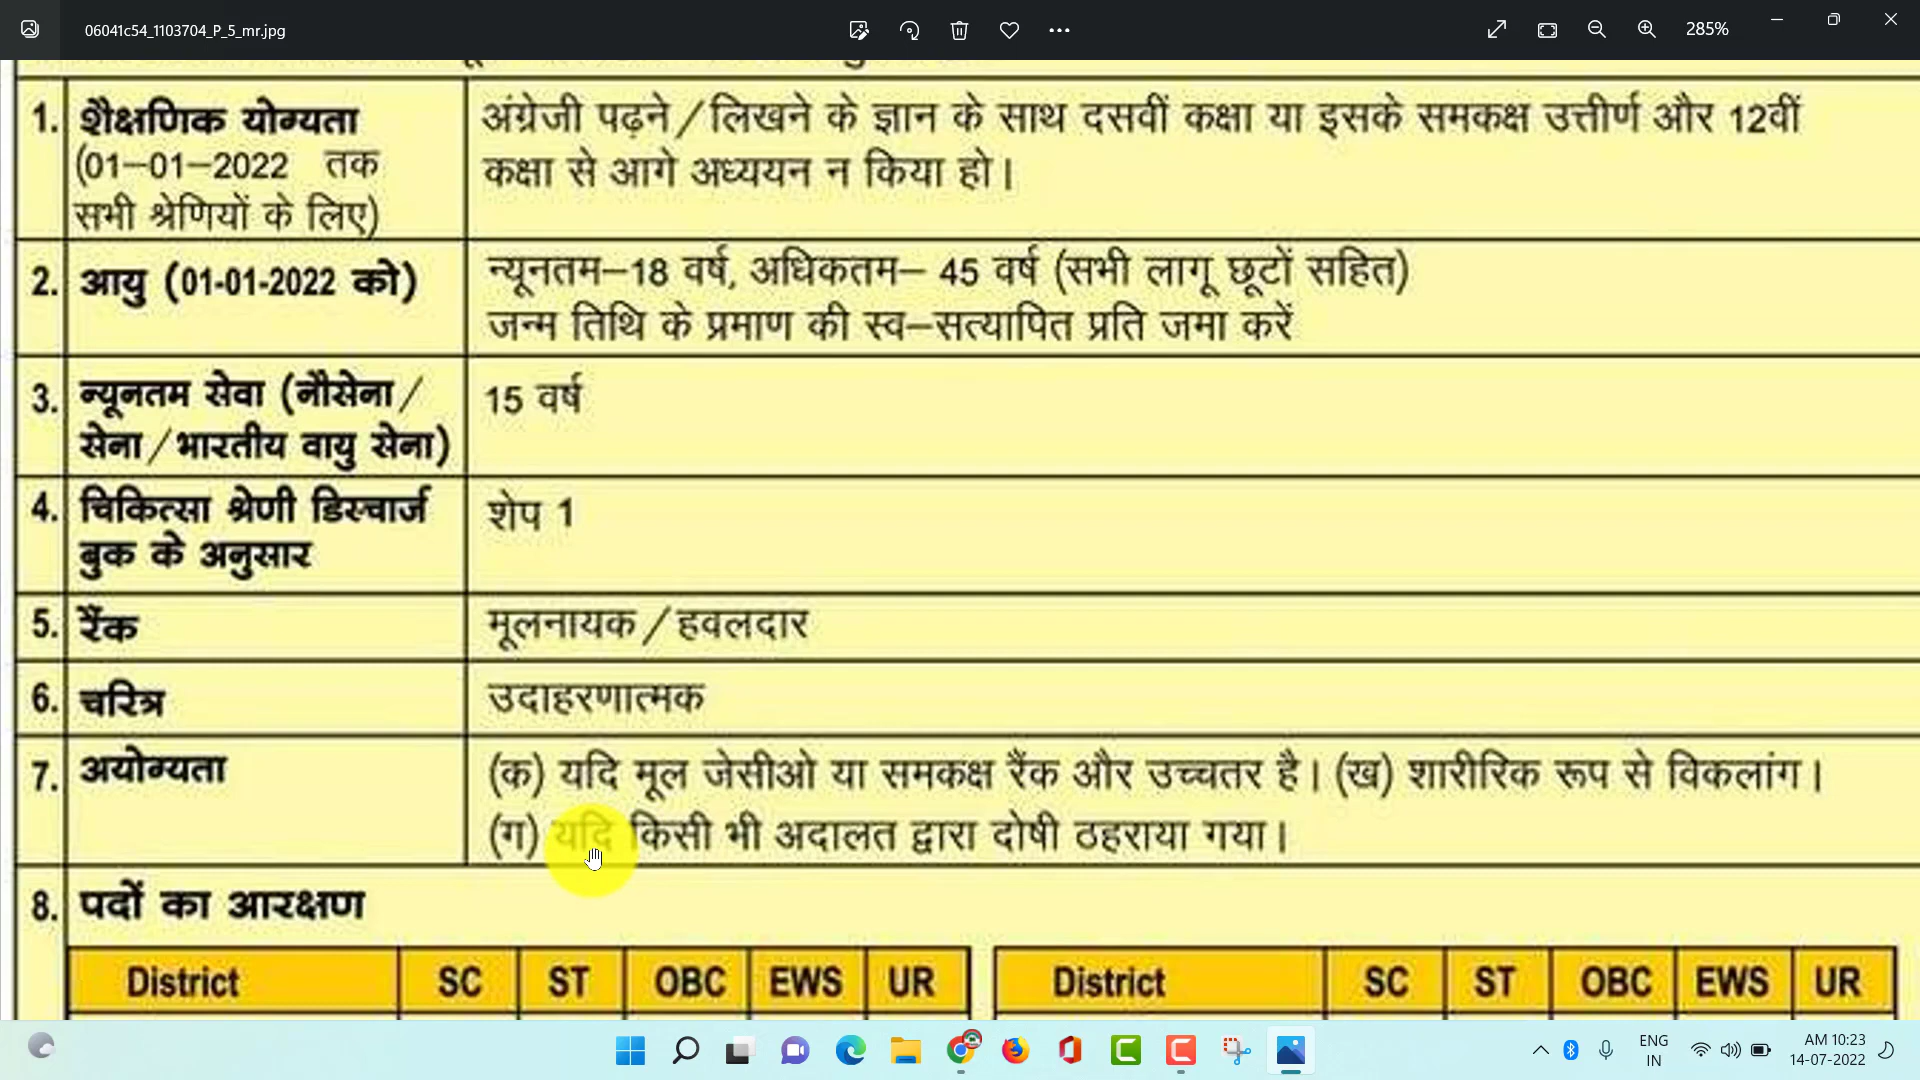 06041c54_1103704_P_5_mr.jpg
285%
1. शैक्षणिक योग्यता
(01–01–2022 तक
सभी श्रेणियों के लिए)
अंग्रेजी पढ़ने/लिखने के ज्ञान के साथ दसवीं कक्षा या इसके समकक्ष उत्तीर्ण और 12वीं
कक्षा से आगे अध्ययन न किया हो।
2. आयु (01-01-2022 को)
न्यूनतम–18 वर्ष, अधिकतम– 45 वर्ष (सभी लागू छूटों सहित)
जन्म तिथि के प्रमाण की स्व–सत्यापित प्रति जमा करें
3. न्यूनतम सेवा (नौसेना/
सेना/भारतीय वायु सेना)
15 वर्ष
4. चिकित्सा श्रेणी डिस्चार्ज
बुक के अनुसार
शेप 1
5. रैंक
मूलनायक/हवलदार
6. चरित्र
उदाहरणात्मक
7. अयोग्यता
(क) यदि मूल जेसीओ या समकक्ष रैंक और उच्चतर है। (ख) शारीरिक रूप से विकलांग।
(ग) यदि किसी भी अदालत द्वारा दोषी ठहराया गया।
8. पदों का आरक्षण
District SC ST OBC EWS UR District SC ST OBC EWS UR
ENG
IN
AM 10:23
14-07-2022